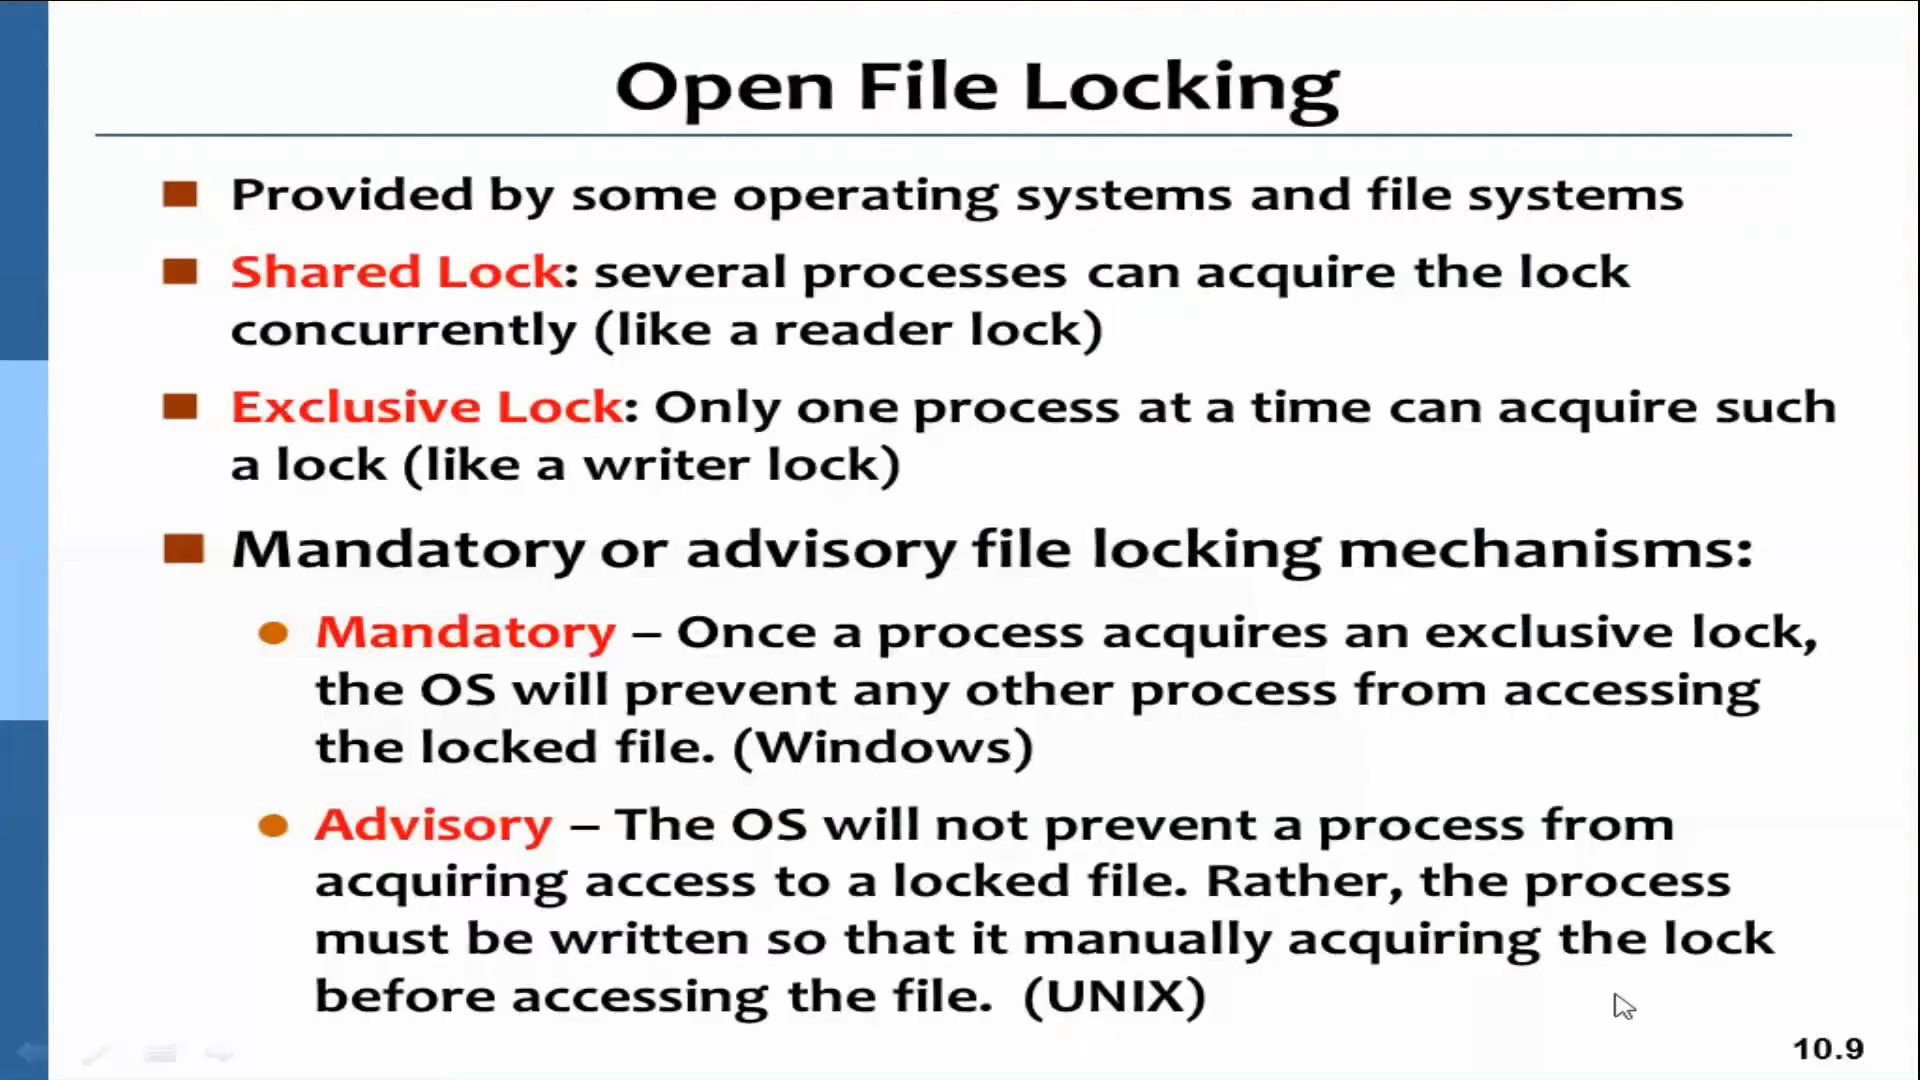 Open File Locking
Provided by some operating systems and file systems
Shared Lock: several processes can acquire the lock
concurrently (like a reader lock)
Exclusive Lock: Only one process at a time can acquire such
a lock (like a writer lock)
Mandatory or advisory file locking mechanisms:
Mandatory – Once a process acquires an exclusive lock,
the OS will prevent any other process from accessing
the locked file. (Windows)
Advisory – The OS will not prevent a process from
acquiring access to a locked file. Rather, the process
must be written so that it manually acquiring the lock
before accessing the file. (UNIX)
10.9